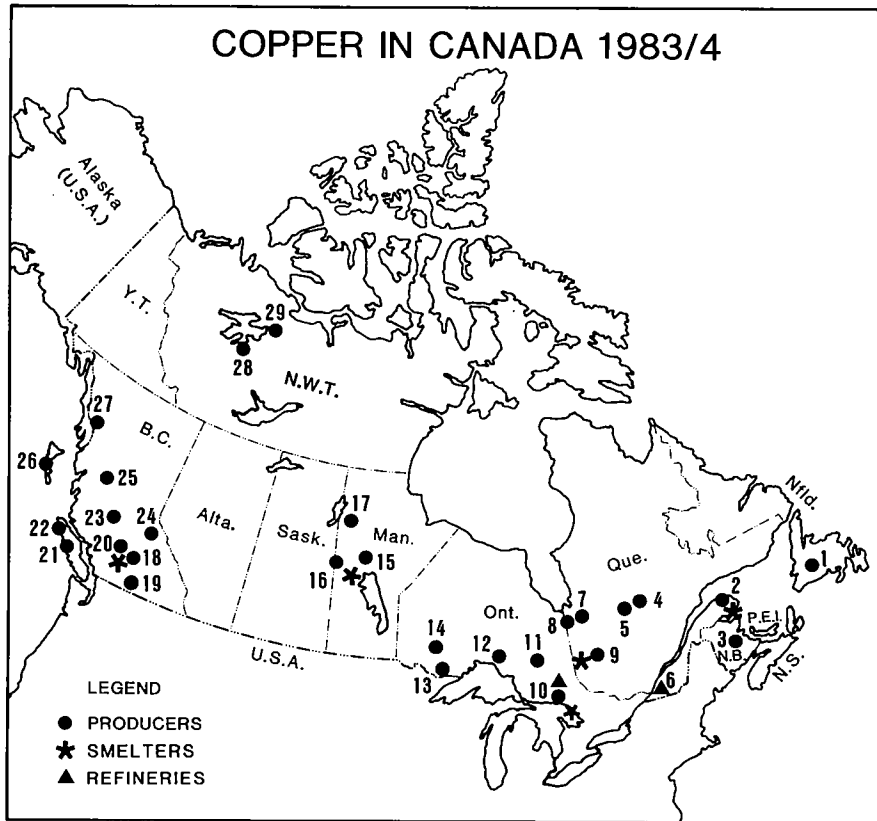 COPPER IN CANADA 1983/4
Alaska
(U.S.A.)
Y.T.
29
28
N.W.T.
27
B.C.
26
25
Nfld.
17
23
24
Alta.
Sask.
Man.
22
21
20
18
16
15
19
Que.
1
2
7
4
8
5
P.E.I.
Ont.
14
12
11
9
3
N.B.
N.S.
U.S.A.
13
10
6
LEGEND
PRODUCERS
SMELTERS
REFINERIES